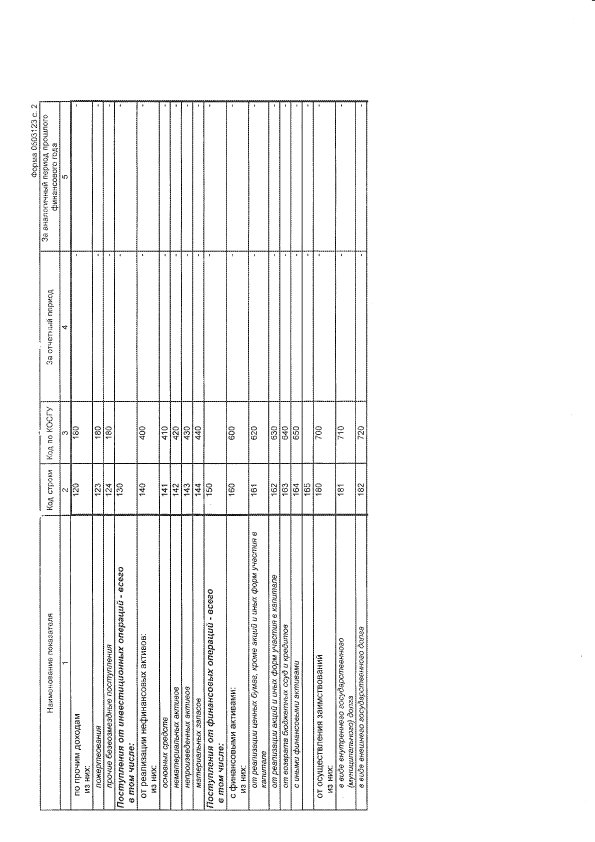 Форма 0503123 с. 2
Наименование показателя Код строки Код по КОСГУ За отчетный период За аналогичный период прошлого
финансового года
1 2 3 4 5
по прочим доходам 120 180 - -
из них:
пожертвования 123 180 - -
прочие безвозмездные поступления 124 180 - -
Поступления от инвестиционных операций - всего 130 - -
в том числе:
от реализации нефинансовых активов: 140 400 - -
из них:
основных средств 141 410 - -
нематериальных активов 142 420 - -
непроизведенных активов 143 430 - -
материальных запасов 144 440 - -
Поступления от финансовых операций - всего 150 - -
в том числе:
с финансовыми активами: 160 600 - -
из них:
от реализации ценных бумаг, кроме акций и иных форм участия в 161 620 - -
капитале
от реализации акций и иных форм участия в капитале 162 630 - -
от возврата бюджетных ссуд и кредитов 163 640 - -
с иными финансовыми активами 164 650 - -
165 - -
от осуществления заимствований 180 700 - -
из них:
в виде внутреннего государственного 181 710 - -
(муниципального) долга
в виде внешнего государственного долга 182 720 - -